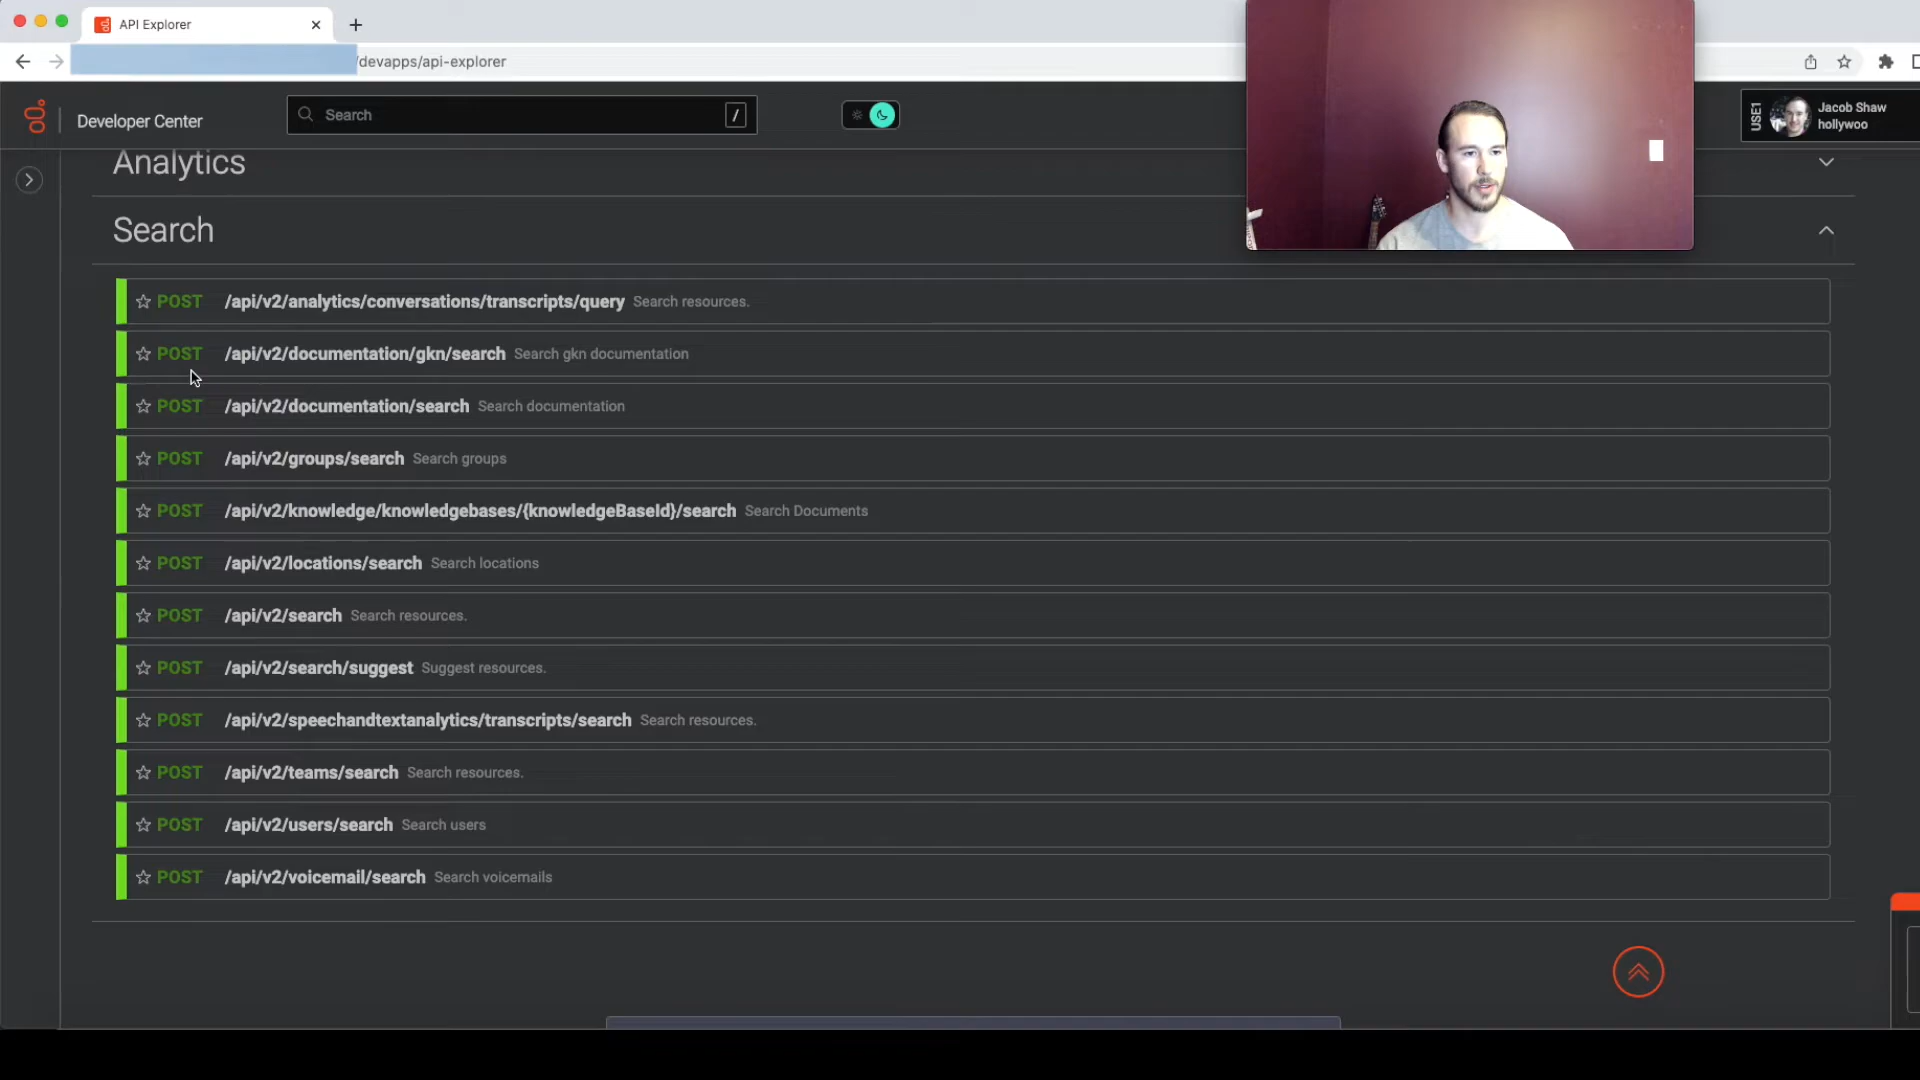 API Explorer
/devapps/api-explorer
Developer Center
Search
/
USE1
Jacob Shaw
hollywoo
Analytics
Search
POST /api/v2/analytics/conversations/transcripts/query Search resources.
POST /api/v2/documentation/gkn/search Search gkn documentation
POST /api/v2/documentation/search Search documentation
POST /api/v2/groups/search Search groups
POST /api/v2/knowledge/knowledgebases/{knowledgeBaseId}/search Search Documents
POST /api/v2/locations/search Search locations
POST /api/v2/search Search resources.
POST /api/v2/search/suggest Suggest resources.
POST /api/v2/speechandtextanalytics/transcripts/search Search resources.
POST /api/v2/teams/search Search resources.
POST /api/v2/users/search Search users
POST /api/v2/voicemail/search Search voicemails